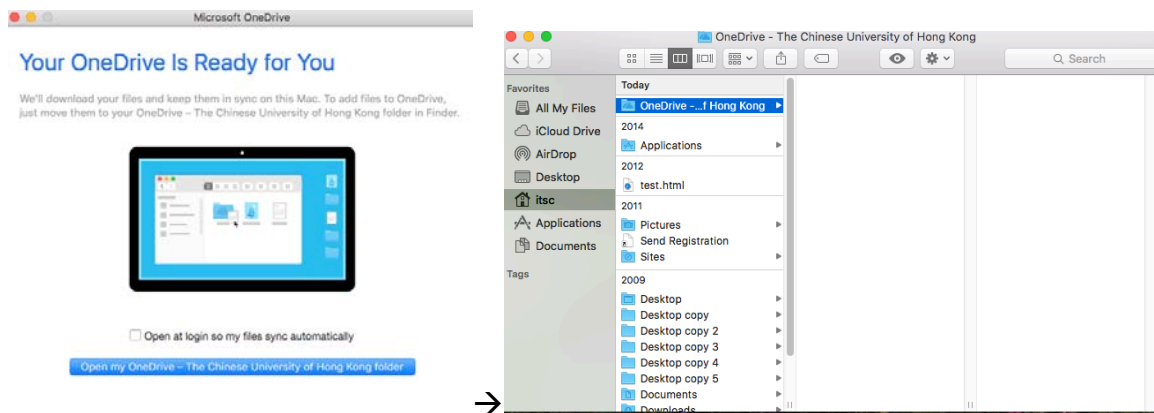 Microsoft OneDrive
Your OneDrive Is Ready for You
We'll download your files and keep them in sync on this Mac. To add files to OneDrive,
just move them to your OneDrive – The Chinese University of Hong Kong folder in Finder.
Open at login so my files sync automatically
Open my OneDrive – The Chinese University of Hong Kong folder
→
OneDrive - The Chinese University of Hong Kong
Search
Favorites
All My Files
iCloud Drive
AirDrop
Desktop
itsc
Applications
Documents
Tags
Today
OneDrive -...f Hong Kong
2014
Applications
2012
test.html
2011
Pictures
Send Registration
Sites
2009
Desktop
Desktop copy
Desktop copy 2
Desktop copy 3
Desktop copy 4
Desktop copy 5
Documents
Downloads